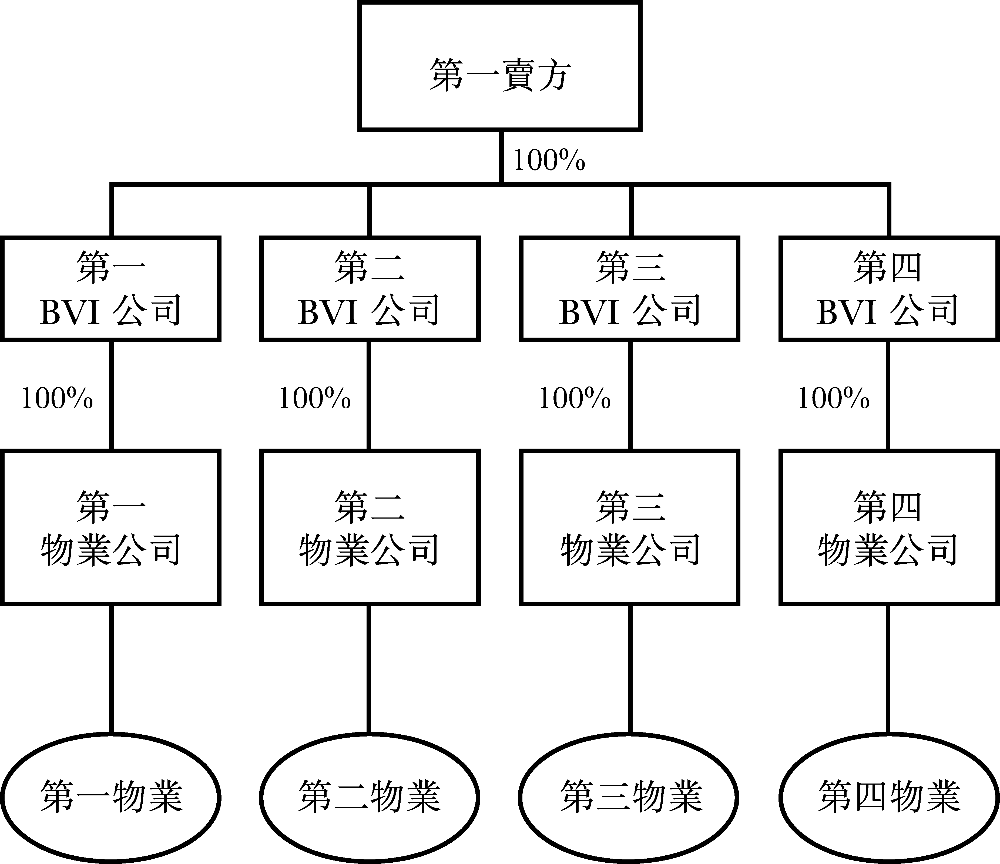 第一賣方
100%
第一
BVI 公司
第二
BVI 公司
第三
BVI 公司
第四
BVI 公司
100%
100%
100%
100%
第一
物業公司
第二
物業公司
第三
物業公司
第四
物業公司
第一物業
第二物業
第三物業
第四物業